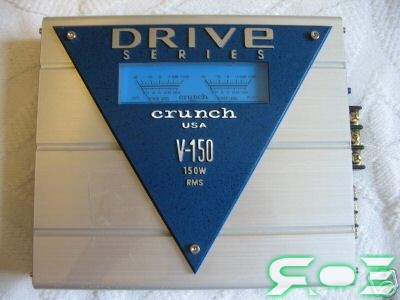 DRIVE
SERIES
crunch
crunch
USA
V-150
150W
RMS